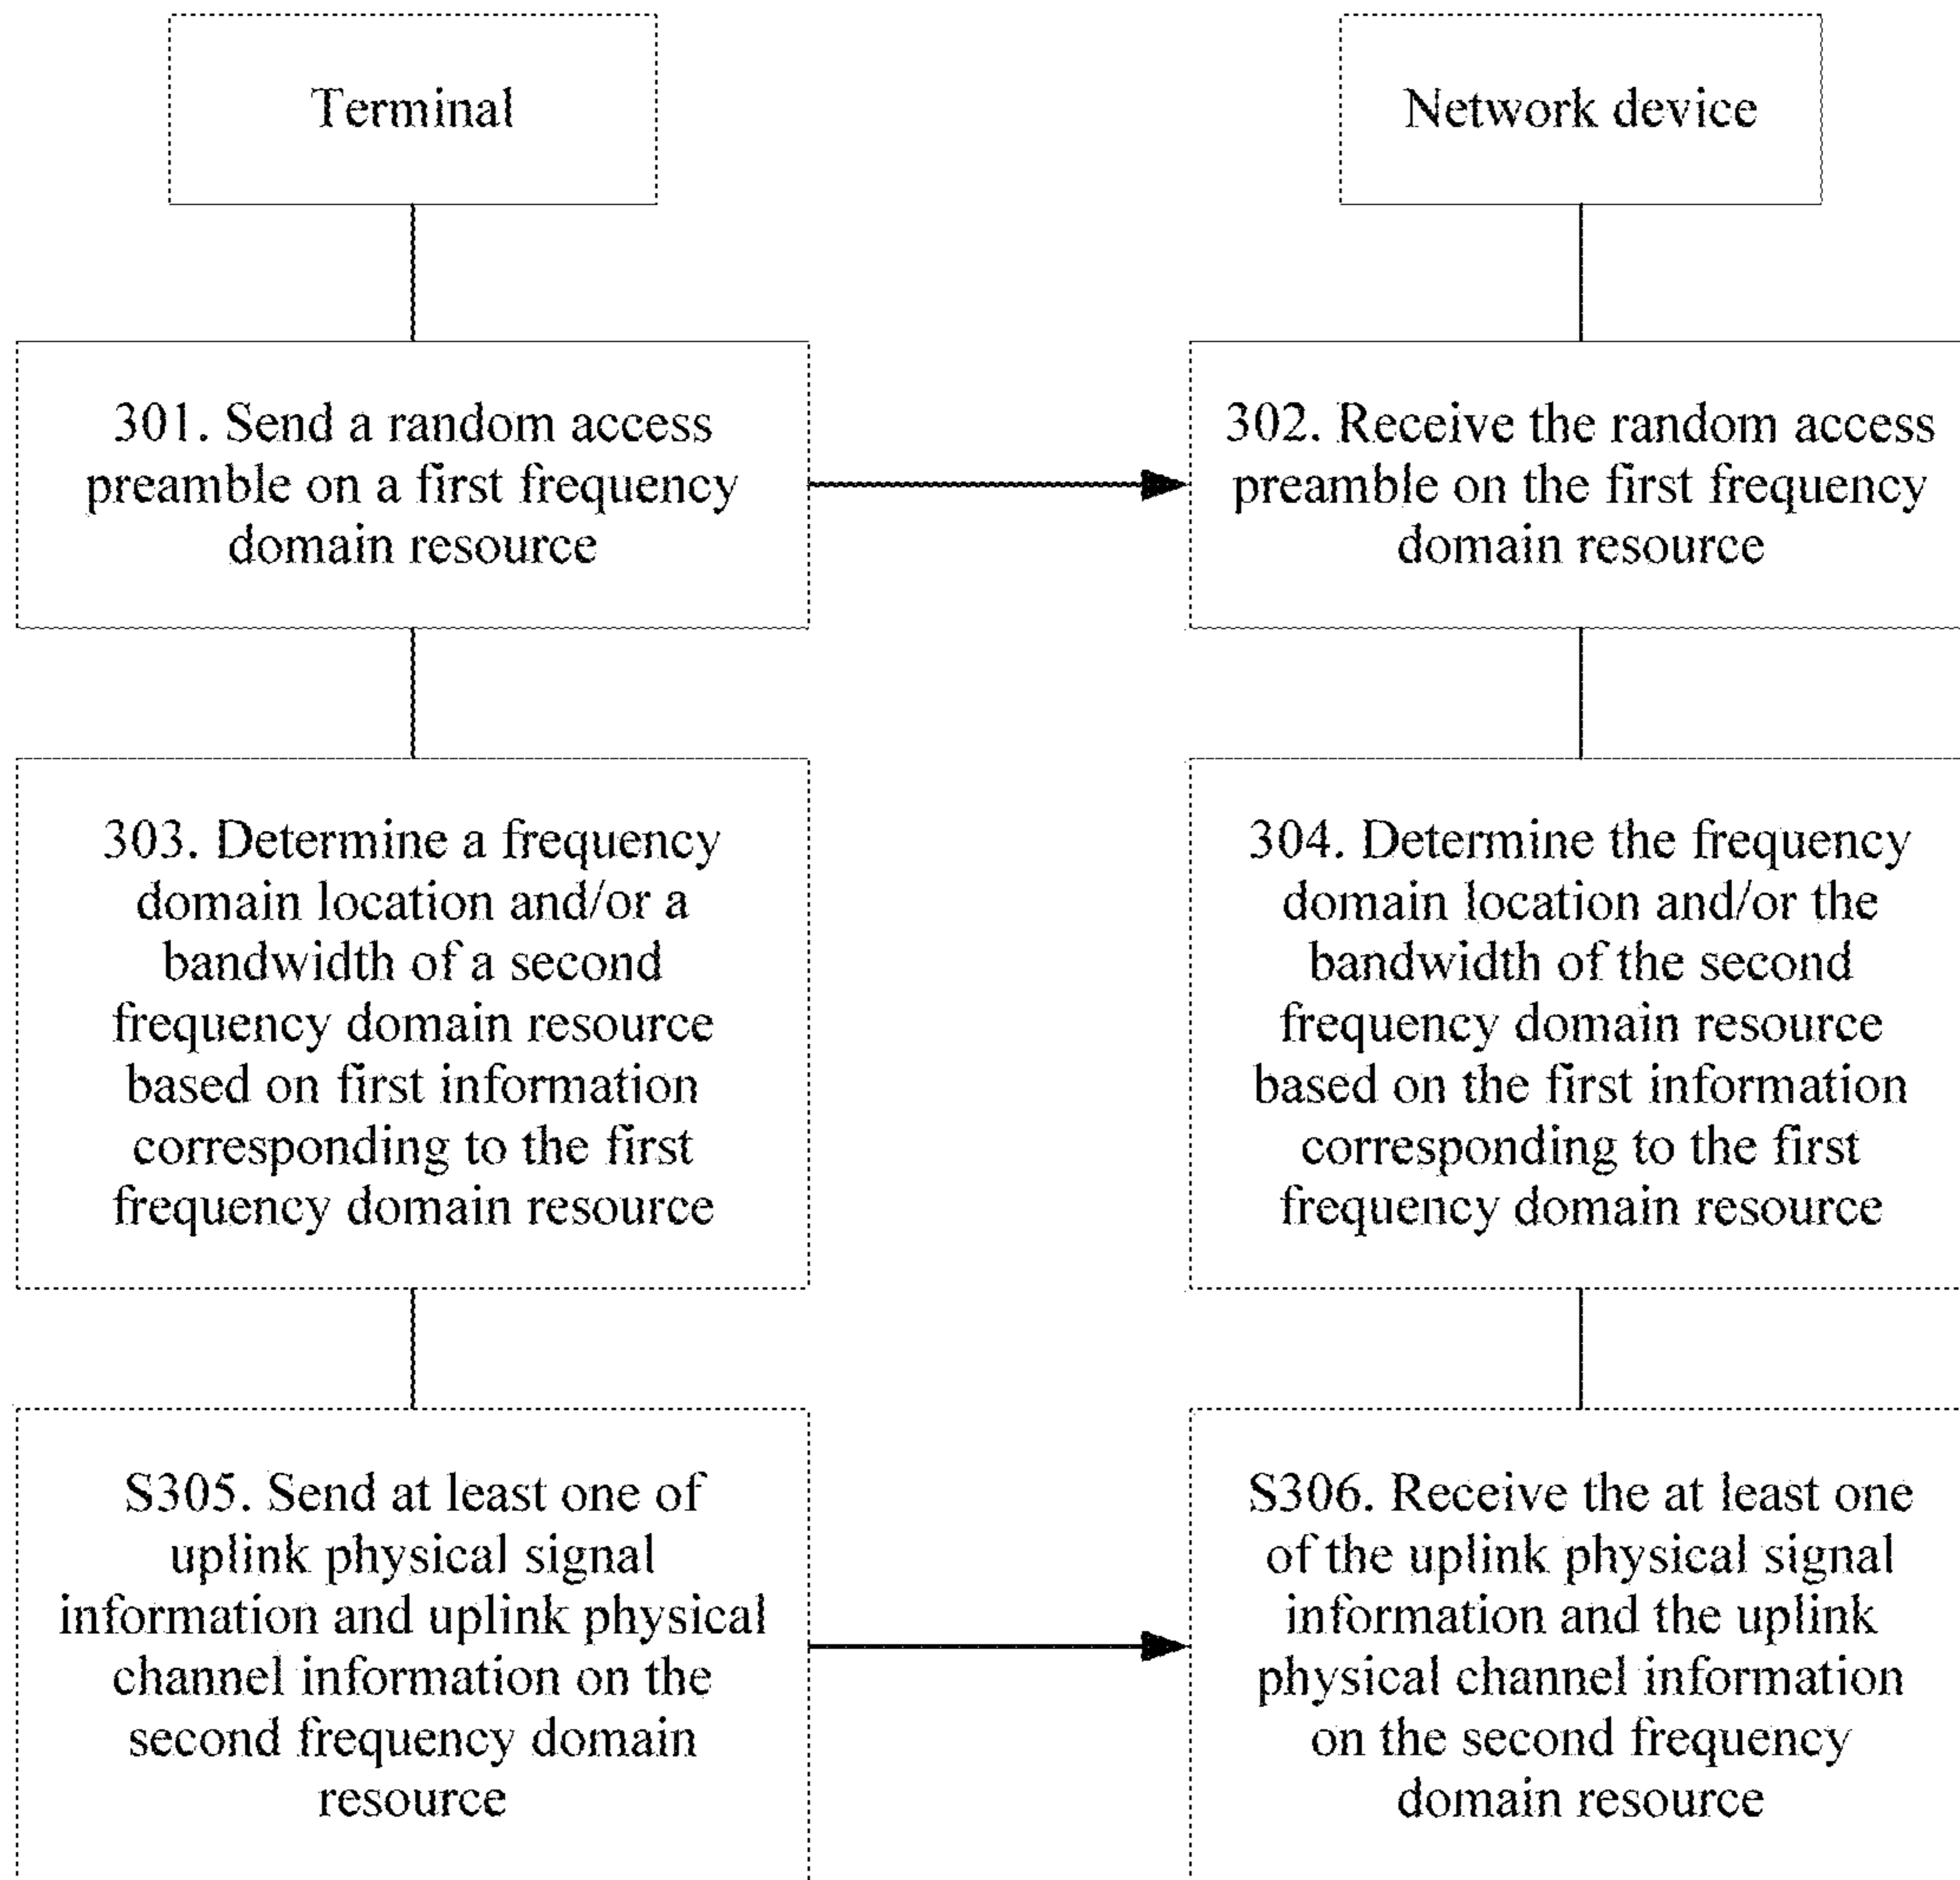 Terminal
Network device
301. Send a random access
preamble on a first frequency
domain resource
302. Receive the random access
preamble on the first frequency
domain resource
303. Determine a frequency
domain location and/or a
bandwidth of a second
frequency domain resource
based on first information
corresponding to the first
frequency domain resource
304. Determine the frequency
domain location and/or the
bandwidth of the second
frequency domain resource
based on the first information
corresponding to the first
frequency domain resource
S305. Send at least one of
uplink physical signal
information and uplink physical
channel information on the
second frequency domain
resource
S306. Receive the at least one
of the uplink physical signal
information and the uplink
physical channel information
on the second frequency
domain resource